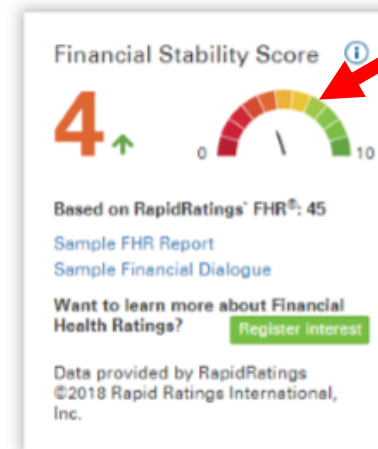 Financial Stability Score i
4
0 10
Based on RapidRatings` FHR®: 45
Sample FHR Report
Sample Financial Dialogue
Want to learn more about Financial
Health Ratings? Register interest
Data provided by RapidRatings
©2018 Rapid Ratings International,
Inc.